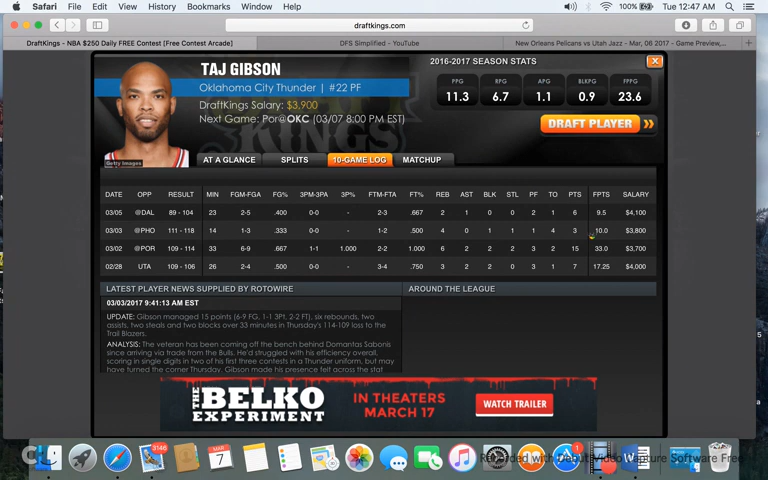 Safari File Edit View History Bookmarks Window Help
100% Tue 12:47 AM
draftkings.com
DraftKings - NBA $250 Daily FREE Contest [Free Contest Arcade]
DFS Simplified - YouTube
New Orleans Pelicans vs Utah Jazz - Mar, 06 2017 - Game Preview,...
TAJ GIBSON
Oklahoma City Thunder | #22 PF
DraftKings Salary: $3,900
Next Game: Por@OKC (03/07 8:00 PM EST)
Getty Images
2016-2017 SEASON STATS
PPG RPG APG BLKPG FPPG
11.3 6.7 1.1 0.9 23.6
DRAFT PLAYER
AT A GLANCE SPLITS 10-GAME LOG MATCHUP
DATE OPP RESULT MIN FGM-FGA FG% 3PM-3PA 3P% FTM-FTA FT% REB AST BLK STL PF TO PTS FPTS SALARY
03/05 @DAL 89 - 104 23 2-5 .400 0-0 - 2-3 .667 2 1 0 0 2 1 6 9.5 $4,100
03/03 @PHO 111 - 118 14 1-3 .333 0-0 - 1-2 .500 4 0 1 1 1 4 3 10.0 $3,800
03/02 @POR 109 - 114 33 6-9 .667 1-1 1.000 2-2 1.000 6 2 2 2 3 2 15 33.0 $3,700
02/28 UTA 109 - 106 26 2-4 .500 0-0 - 3-4 .750 3 2 2 0 3 1 7 17.25 $4,000
LATEST PLAYER NEWS SUPPLIED BY ROTOWIRE
AROUND THE LEAGUE
03/03/2017 9:41:13 AM EST
UPDATE: Gibson managed 15 points (6-9 FG, 1-1 3Pt, 2-2 FT), six rebounds, two
assists, two steals and two blocks over 33 minutes in Thursday's 114-109 loss to the
Trail Blazers.
ANALYSIS: The veteran has been coming off the bench behind Domantas Sabonis
since arriving via trade from the Bulls. He'd struggled with his efficiency overall,
scoring in single digits in two of his first three contests in a Thunder uniform, but may
have turned the corner Thursday. Gibson made his presence felt across the stat
THE BELKO
EXPERIMENT
IN THEATERS
MARCH 17
WATCH TRAILER
3148
MAR
7
1
Recorded with Debut Video Capture Software Free